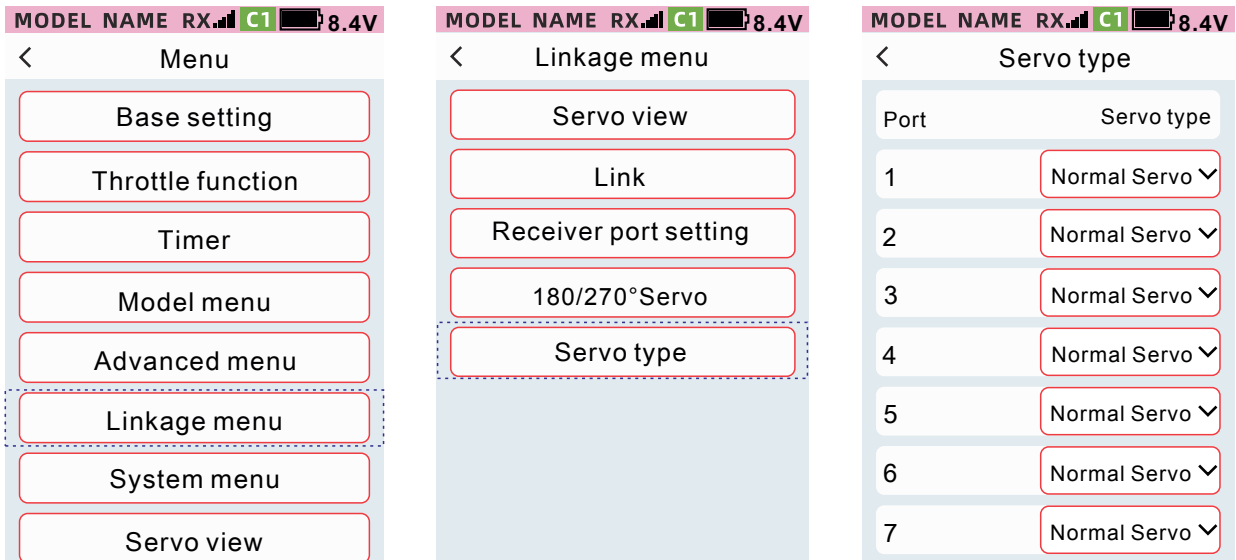 MODEL NAME RX C1 8.4V
Menu
Base setting
Throttle function
Timer
Model menu
Advanced menu
Linkage menu
System menu
Servo view
MODEL NAME RX C1 8.4V
Linkage menu
Servo view
Link
Receiver port setting
180/270°Servo
Servo type
MODEL NAME RX C1 8.4V
Servo type
Port Servo type
1 Normal Servo
2 Normal Servo
3 Normal Servo
4 Normal Servo
5 Normal Servo
6 Normal Servo
7 Normal Servo